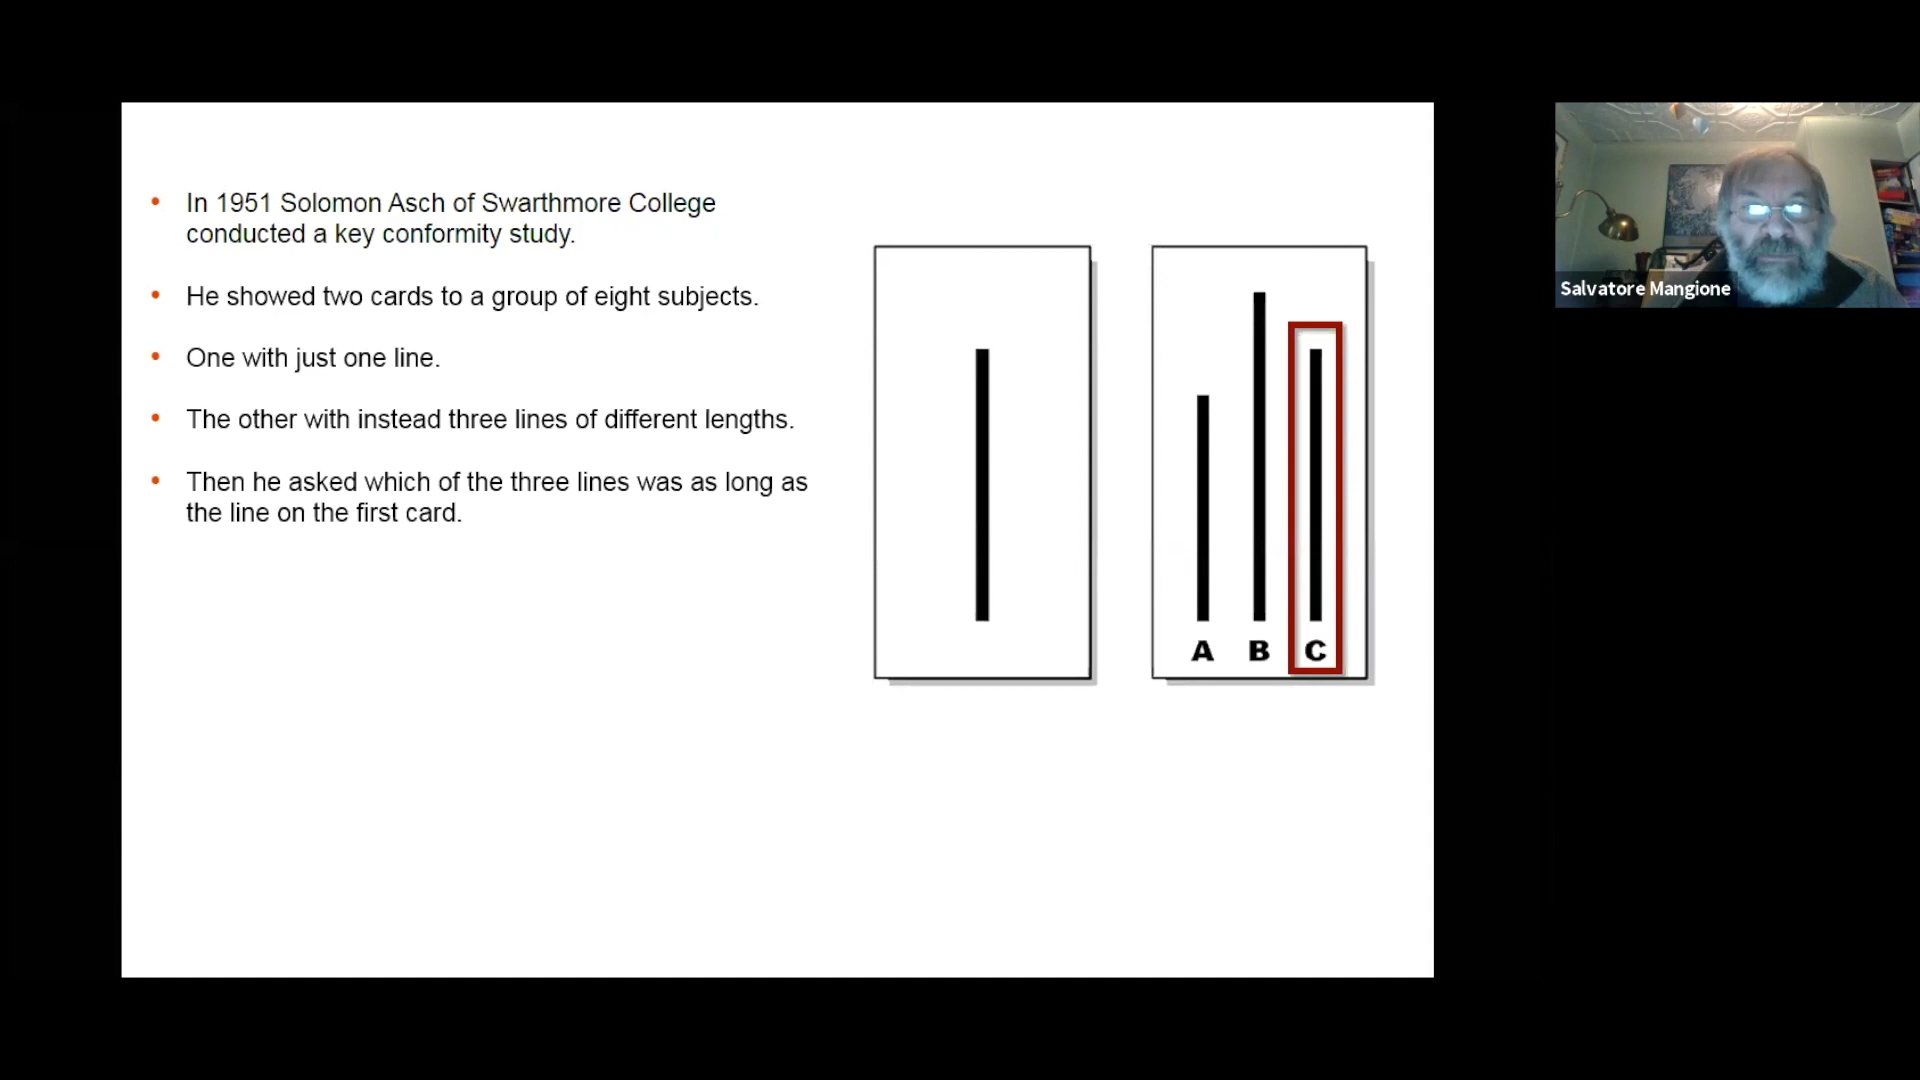 In 1951 Solomon Asch of Swarthmore College
conducted a key conformity study.
He showed two cards to a group of eight subjects.
One with just one line.
The other with instead three lines of different lengths.
Then he asked which of the three lines was as long as
the line on the first card.
A B C
Salvatore Mangione